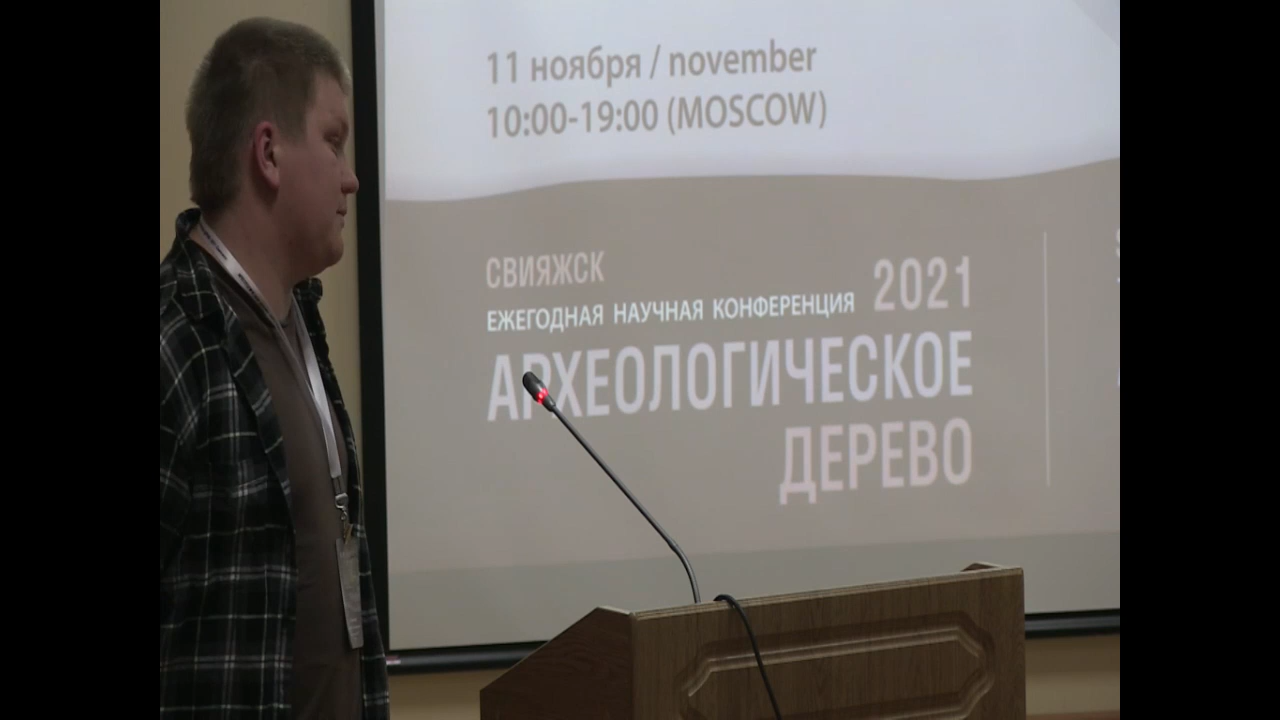 11 ноября / november
10:00-19:00 (MOSCOW)
СВИЯЖСК
ЕЖЕГОДНАЯ НАУЧНАЯ КОНФЕРЕНЦИЯ 2021
АРХЕОЛОГИЧЕСКОЕ
ДЕРЕВО